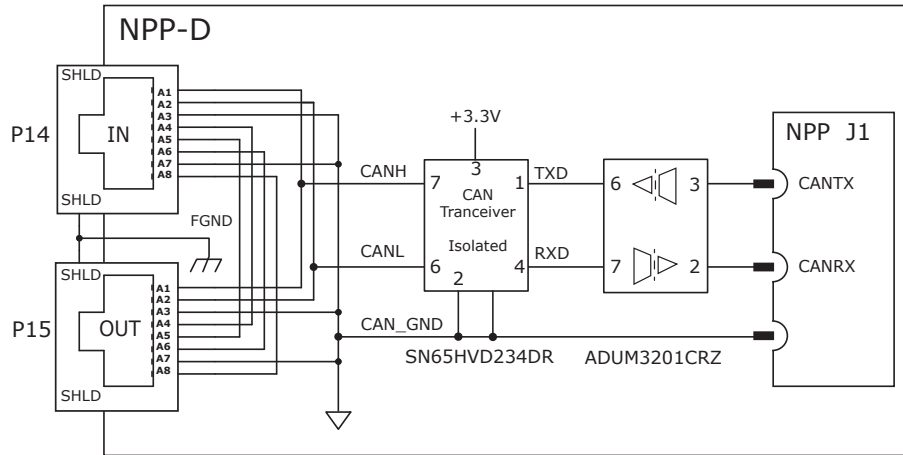 NPP-D
SHLD
A1
A2
A3
A4
A5
A6
A7
A8
P14
IN
SHLD
FGND
SHLD
A1
A2
A3
A4
A5
A6
A7
A8
P15
OUT
SHLD
CANH
CANL
CAN_GND
+3.3V
3
7
1
CAN
Tranceiver
Isolated
6
4
2
SN65HVD234DR
TXD
RXD
6
3
7
2
ADUM3201CRZ
NPP J1
CANTX
CANRX